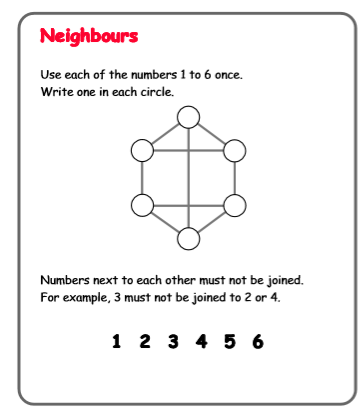 Neighbours
Use each of the numbers 1 to 6 once.
Write one in each circle.
Numbers next to each other must not be joined.
For example, 3 must not be joined to 2 or 4.
1 2 3 4 5 6